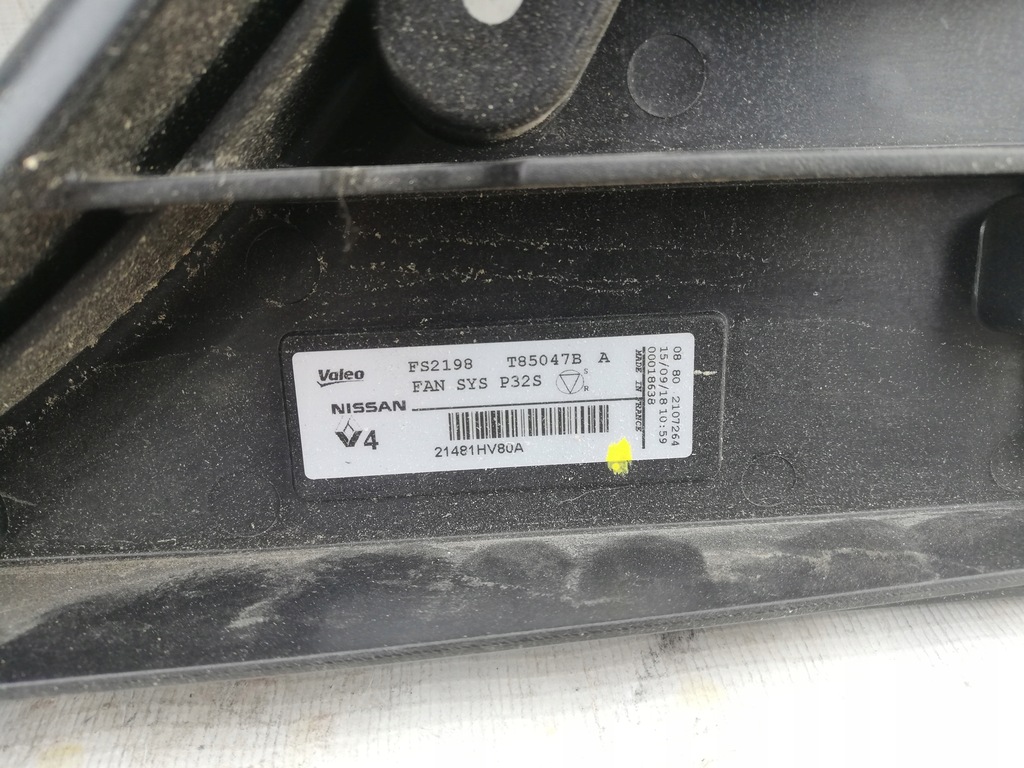 Valeo
FS2198 T85047B A
FAN SYS P32S
S
R
NISSAN
V4
21481HV80A
MADE IN FRANCE
00018638
15/09/18 10:59
08 80 2107264